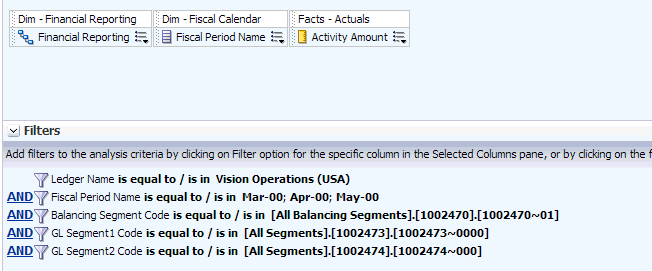 Dim - Financial Reporting Dim - Fiscal Calendar Facts - Actuals
Financial Reporting Fiscal Period Name Activity Amount
Filters
Add filters to the analysis criteria by clicking on Filter option for the specific column in the Selected Columns pane, or by clicking on the f
Ledger Name is equal to / is in Vision Operations (USA)
AND Fiscal Period Name is equal to / is in Mar-00; Apr-00; May-00
AND Balancing Segment Code is equal to / is in [All Balancing Segments].[1002470].[1002470~01]
AND GL Segment1 Code is equal to / is in [All Segments].[1002473].[1002473~0000]
AND GL Segment2 Code is equal to / is in [All Segments].[1002474].[1002474~000]